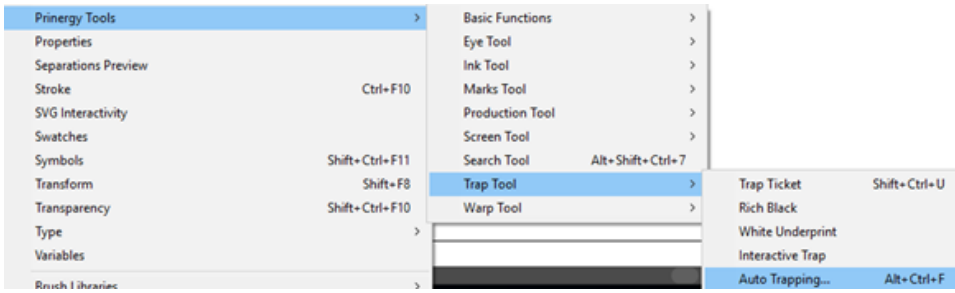 Prinergy Tools
Properties
Separations Preview
Stroke Ctrl+F10
SVG Interactivity
Swatches
Symbols Shift+Ctrl+F11
Transform Shift+F8
Transparency Shift+Ctrl+F10
Type
Variables
Brush Libraries
Basic Functions
Eye Tool
Ink Tool
Marks Tool
Production Tool
Screen Tool
Search Tool Alt+Shift+Ctrl+7
Trap Tool
Warp Tool
Trap Ticket Shift+Ctrl+U
Rich Black
White Underprint
Interactive Trap
Auto Trapping... Alt+Ctrl+F